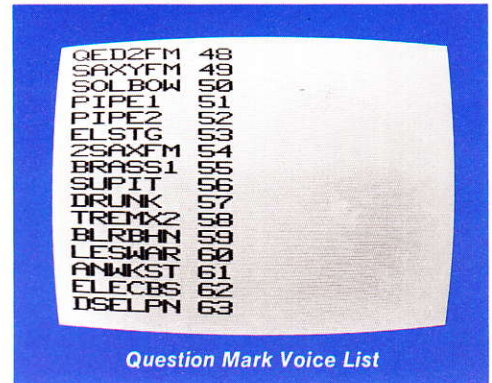 QED2FM 48
SAXYFM 49
SOLBOW 50
PIPE1 51
PIPE2 52
ELSTG 53
2SAXFM 54
BRASS1 55
SUPIT 56
DRUNK 57
TREMX2 58
BLRBHN 59
LESWAR 60
ANWKST 61
ELECBS 62
DSELPN 63
Question Mark Voice List